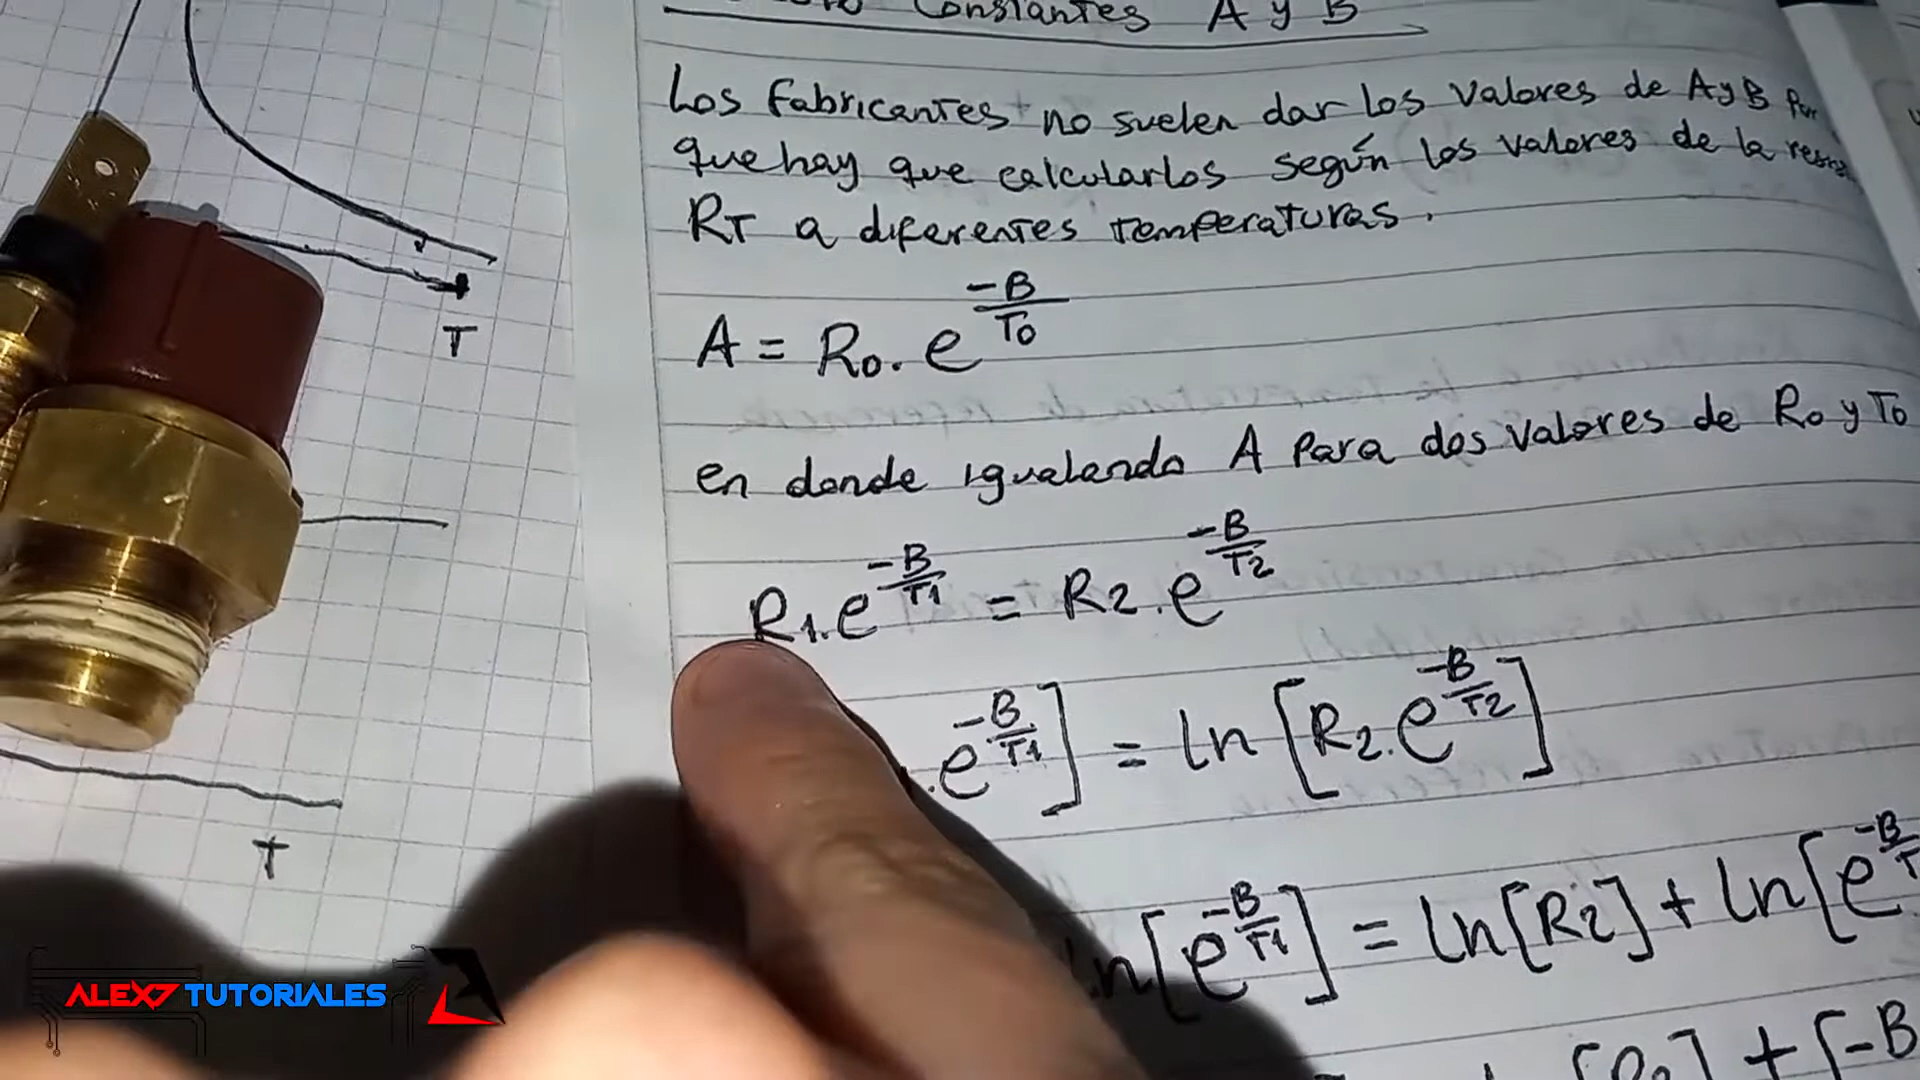 Constantes A y B
Los fabricantes no suelen dar los valores de A y B por
que hay que calcularlos según los valores de la
RT a diferentes temperaturas.
A = R0. e^(-B/T0)
en donde igualando A para dos valores de R0 y T0
R1. e^(-B/T1) = R2. e^(-B/T2)
. e^(-B/T1)] = ln [R2. e^(-B/T2)]
ln[e^(-B/T1)] = ln[R2] + ln[e^(-B/T
+ [-B
T
T
ALEX7 TUTORIALES